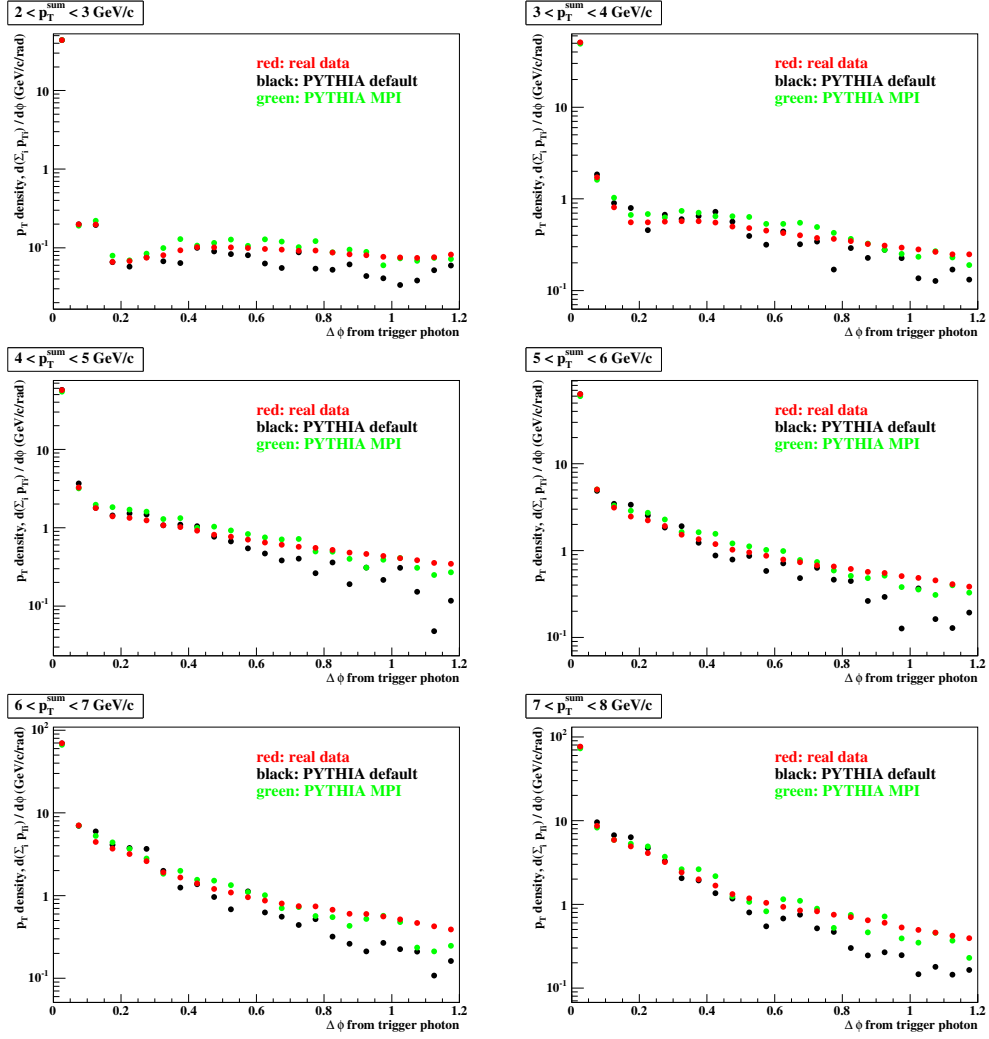 2 < p_T^sum < 3 GeV/c
p_T density, d(Σ_i p_Ti) / dϕ (GeV/c/rad)
red: real data
black: PYTHIA default
green: PYTHIA MPI
10
1
10^-1
0 0.2 0.4 0.6 0.8 1 1.2
Δ ϕ from trigger photon
3 < p_T^sum < 4 GeV/c
p_T density, d(Σ_i p_Ti) / dϕ (GeV/c/rad)
red: real data
black: PYTHIA default
green: PYTHIA MPI
10
1
10^-1
0 0.2 0.4 0.6 0.8 1 1.2
Δ ϕ from trigger photon
4 < p_T^sum < 5 GeV/c
p_T density, d(Σ_i p_Ti) / dϕ (GeV/c/rad)
red: real data
black: PYTHIA default
green: PYTHIA MPI
10
1
10^-1
0 0.2 0.4 0.6 0.8 1 1.2
Δ ϕ from trigger photon
5 < p_T^sum < 6 GeV/c
p_T density, d(Σ_i p_Ti) / dϕ (GeV/c/rad)
red: real data
black: PYTHIA default
green: PYTHIA MPI
10
1
10^-1
0 0.2 0.4 0.6 0.8 1 1.2
Δ ϕ from trigger photon
6 < p_T^sum < 7 GeV/c
p_T density, d(Σ_i p_Ti) / dϕ (GeV/c/rad)
10^2
red: real data
black: PYTHIA default
green: PYTHIA MPI
10
1
10^-1
0 0.2 0.4 0.6 0.8 1 1.2
Δ ϕ from trigger photon
7 < p_T^sum < 8 GeV/c
p_T density, d(Σ_i p_Ti) / dϕ (GeV/c/rad)
10^2
red: real data
black: PYTHIA default
green: PYTHIA MPI
10
1
10^-1
0 0.2 0.4 0.6 0.8 1 1.2
Δ ϕ from trigger photon